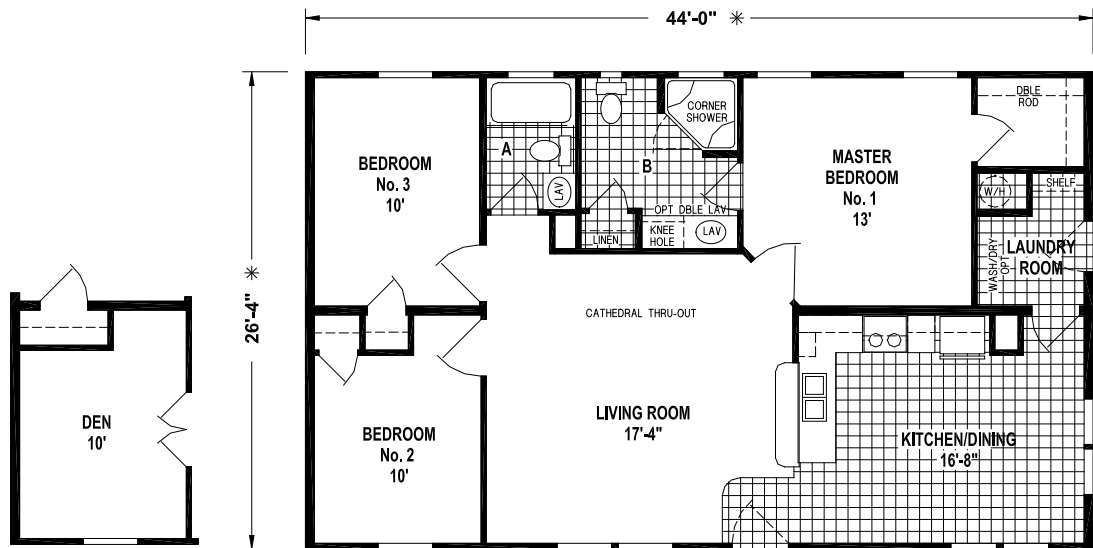 44'-0" ✳
26'-4" ✳
DEN
10'
BEDROOM
No. 3
10'
A
LAV
B
CORNER
SHOWER
OPT DBLE LAV
LINEN
KNEE
HOLE
LAV
MASTER
BEDROOM
No. 1
13'
DBLE
ROD
W/H
SHELF
LAUNDRY
ROOM
WASH/DRY
OPT
CATHEDRAL THRU-OUT
BEDROOM
No. 2
10'
LIVING ROOM
17'-4"
KITCHEN/DINING
16'-8"